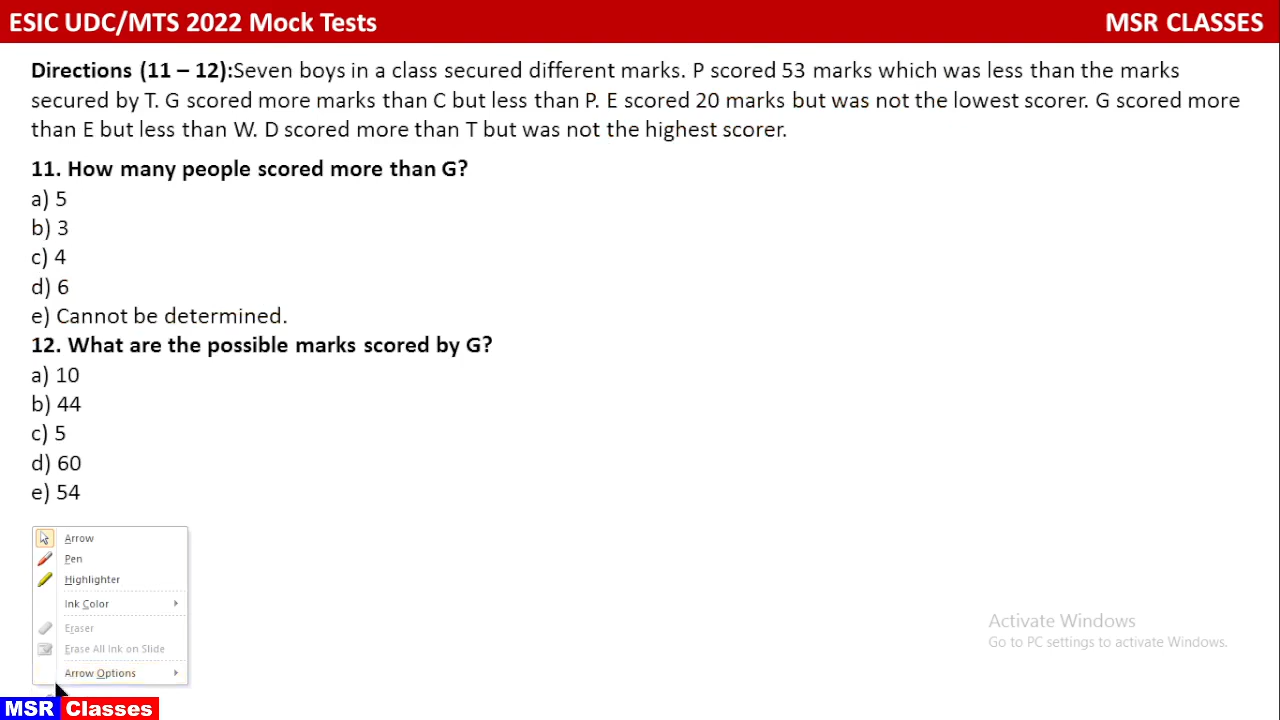 ESIC UDC/MTS 2022 Mock Tests
MSR CLASSES
Directions (11 – 12):Seven boys in a class secured different marks. P scored 53 marks which was less than the marks
secured by T. G scored more marks than C but less than P. E scored 20 marks but was not the lowest scorer. G scored more
than E but less than W. D scored more than T but was not the highest scorer.
11. How many people scored more than G?
a) 5
b) 3
c) 4
d) 6
e) Cannot be determined.
12. What are the possible marks scored by G?
a) 10
b) 44
c) 5
d) 60
e) 54
Arrow
Pen
Highlighter
Ink Color
Eraser
Erase All Ink on Slide
Arrow Options
Activate Windows
Go to PC settings to activate Windows.
MSR Classes